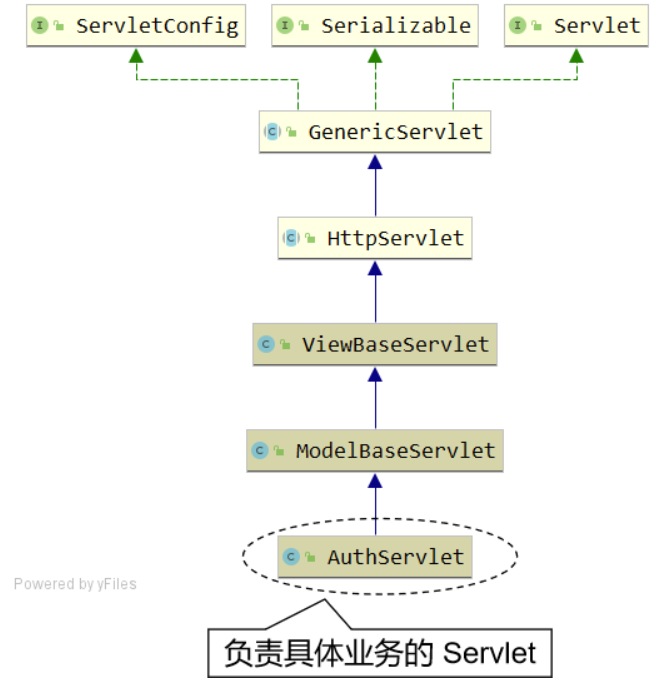 ServletConfig
Serializable
Servlet
GenericServlet
HttpServlet
ViewBaseServlet
ModelBaseServlet
AuthServlet
Powered by yFiles
负责具体业务的 Servlet